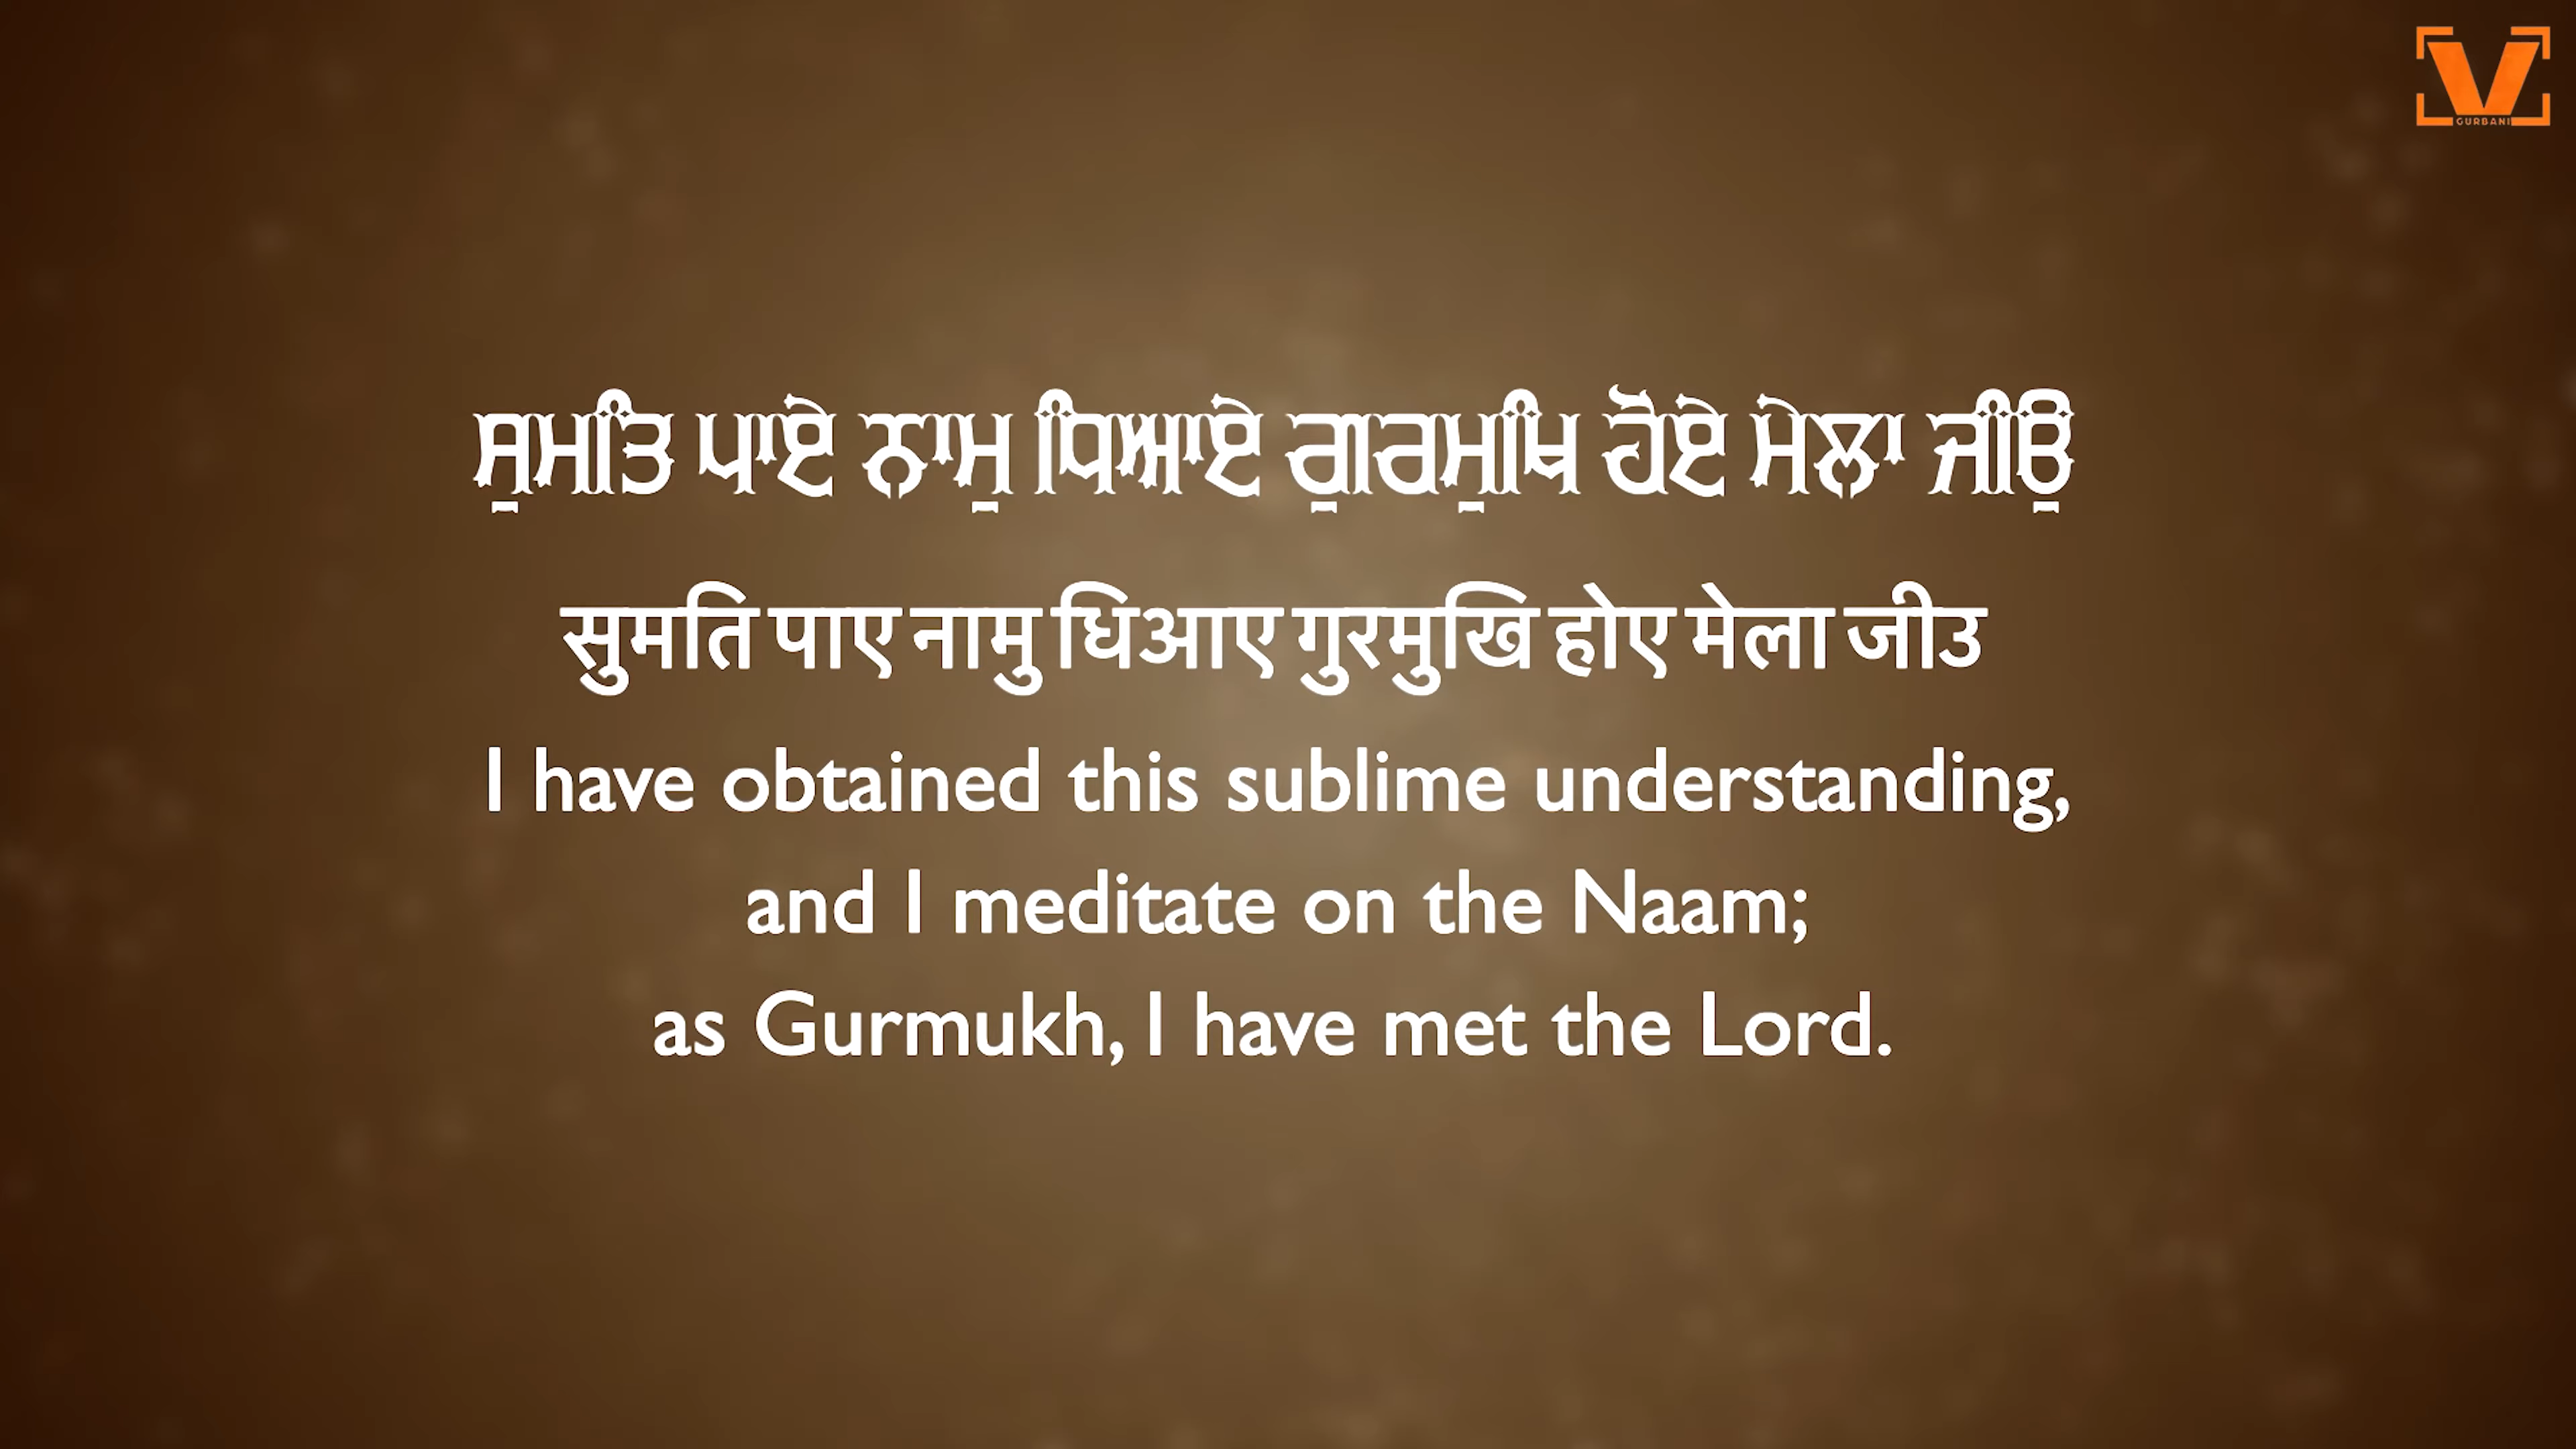 ਸੁਮਤਿ ਪਾਏ ਨਾਮੁ ਧਿਆਏ ਗੁਰਮੁਖਿ ਹੋਏ ਮੇਲਾ ਜੀਉ
सुमति पाए नामु धिआए गुरमुखि होए मेला जीउ
I have obtained this sublime understanding,
and I meditate on the Naam;
as Gurmukh, I have met the Lord.
V
GURBANI